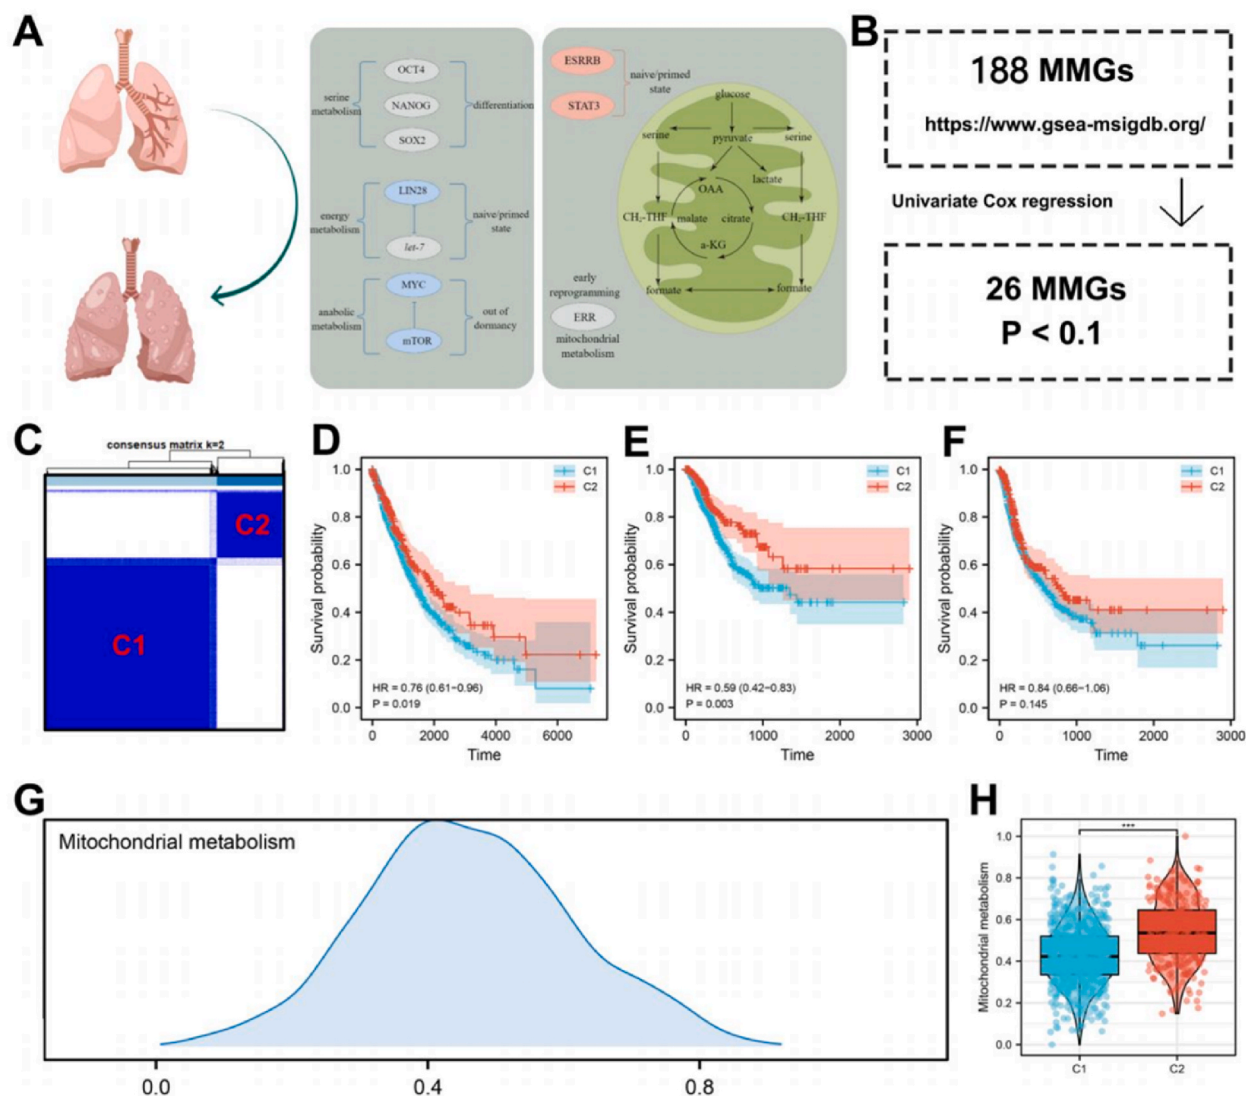 A
OCT4
NANOG
SOX2
serine
metabolism
differentiation
LIN28
let-7
energy
metabolism
naive/primed
state
MYC
mTOR
anabolic
metabolism
out of
dormancy
ESRRB
STAT3
naive/primed
state
glucose
serine
pyruvate
serine
lactate
OAA
CH₂-THF
malate
citrate
CH₂-THF
a-KG
formate
formate
early
reprogramming
ERR
mitochondrial
metabolism
B
188 MMGs
https://www.gsea-msigdb.org/
Univariate Cox regression
26 MMGs
P < 0.1
C
consensus matrix k=2
C2
C1
D
C1
C2
Survival probability
1.0
0.8
0.6
0.4
0.2
0.0
HR = 0.76 (0.61−0.96)
P = 0.019
0 2000 4000 6000
Time
E
C1
C2
Survival probability
1.0
0.8
0.6
0.4
0.2
0.0
HR = 0.59 (0.42−0.83)
P = 0.003
0 1000 2000 3000
Time
F
C1
C2
Survival probability
1.0
0.8
0.6
0.4
0.2
0.0
HR = 0.84 (0.66−1.06)
P = 0.145
0 1000 2000 3000
Time
G
Mitochondrial metabolism
0.0 0.4 0.8
H
***
Mitochondrial metabolism
1.0
0.8
0.6
0.4
0.2
0.0
C1 C2